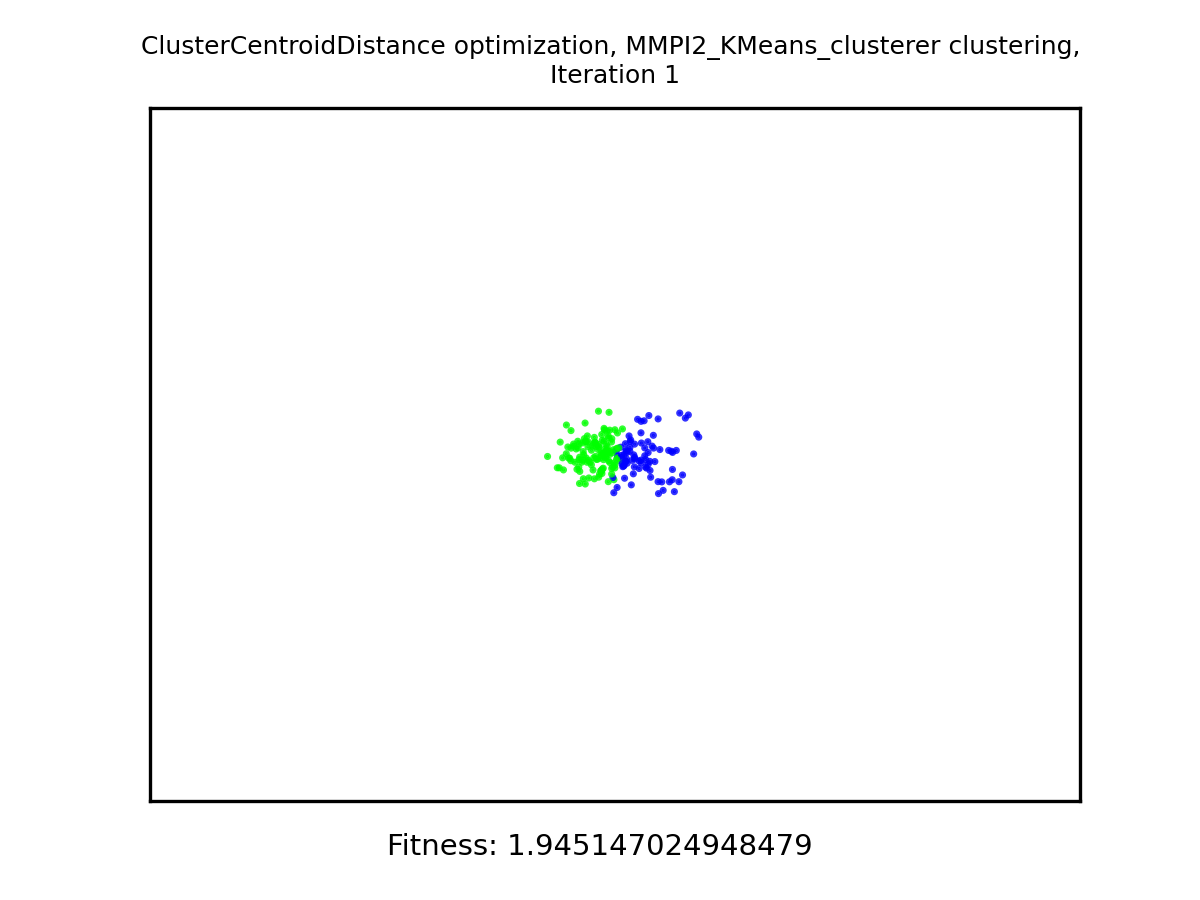 ClusterCentroidDistance optimization, MMPI2_KMeans_clusterer clustering,
Iteration 1
Fitness: 1.945147024948479